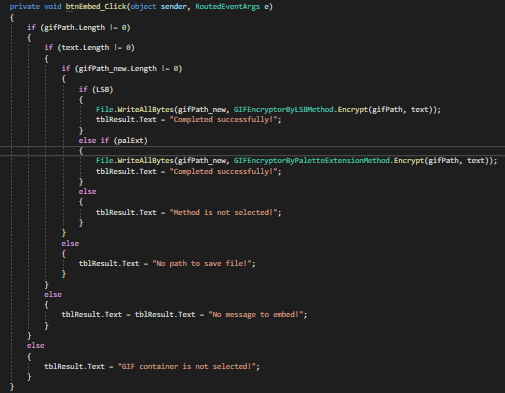 private void btnEmbed_Click(object sender, RoutedEventArgs e)
{
if (gifPath.Length != 0)
{
if (text.Length != 0)
{
if (gifPath_new.Length != 0)
{
if (LSB)
{
File.WriteAllBytes(gifPath_new, GIFEncryptorByLSBMethod.Encrypt(gifPath, text));
tblResult.Text = "Completed successfully!";
}
else if (palExt)
{
File.WriteAllBytes(gifPath_new, GIFEncryptorByPaletteExtensionMethod.Encrypt(gifPath, text));
tblResult.Text = "Completed successfully!";
}
else
{
tblResult.Text = "Method is not selected!";
}
}
else
{
tblResult.Text = "No path to save file!";
}
}
else
{
tblResult.Text = tblResult.Text = "No message to embed!";
}
}
else
{
tblResult.Text = "GIF container is not selected!";
}
}